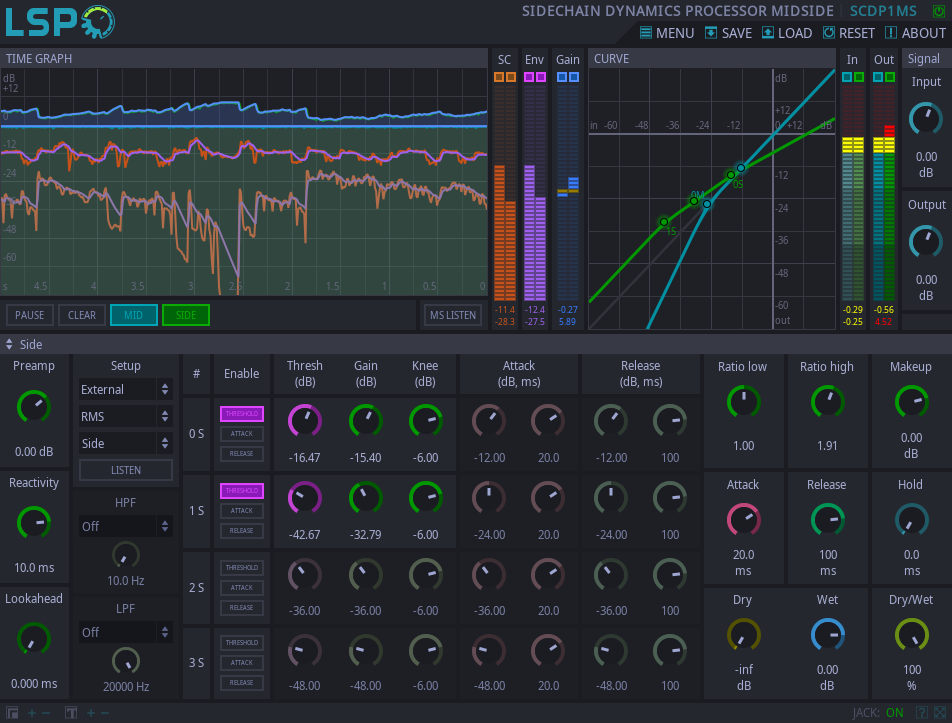 LSP
SIDECHAIN DYNAMICS PROCESSOR MIDSIDE SCDP1MS
MENU SAVE LOAD RESET ABOUT
TIME GRAPH
dB
+12
0
-12
-24
-48
-60
s 4.5 4 3.5 3 2.5 2 1.5 1 0.5 0
PAUSE CLEAR MID SIDE MS LISTEN
SC Env Gain
-11.4 -12.4 -0.27
-28.3 -27.5 5.89
CURVE
dB
+12
in -60 -48 -36 -24 -12 0 +12 dB
-12
0S
0M
-24
1S
-36
-48
-60
out
In Out
-0.29 -0.56
-0.25 4.52
Signal
Input
0.00
dB
Output
0.00
dB
Side
Preamp
0.00 dB
Reactivity
10.0 ms
Lookahead
0.000 ms
Setup
External
RMS
Side
LISTEN
HPF
Off
10.0 Hz
LPF
Off
20000 Hz
# Enable Thresh (dB) Gain (dB) Knee (dB) Attack (dB, ms) Release (dB, ms)
THRESHOLD
0 S ATTACK
RELEASE
-16.47 -15.40 -6.00 -12.00 20.0 -12.00 100
THRESHOLD
1 S ATTACK
RELEASE
-42.67 -32.79 -6.00 -24.00 20.0 -24.00 100
THRESHOLD
2 S ATTACK
RELEASE
-36.00 -36.00 -6.00 -36.00 20.0 -36.00 100
THRESHOLD
3 S ATTACK
RELEASE
-48.00 -48.00 -6.00 -48.00 20.0 -48.00 100
Ratio low Ratio high Makeup
1.00 1.91 0.00
dB
Attack Release Hold
20.0 100 0.0
ms ms ms
Dry Wet Dry/Wet
-inf 0.00 100
dB dB %
JACK: ON